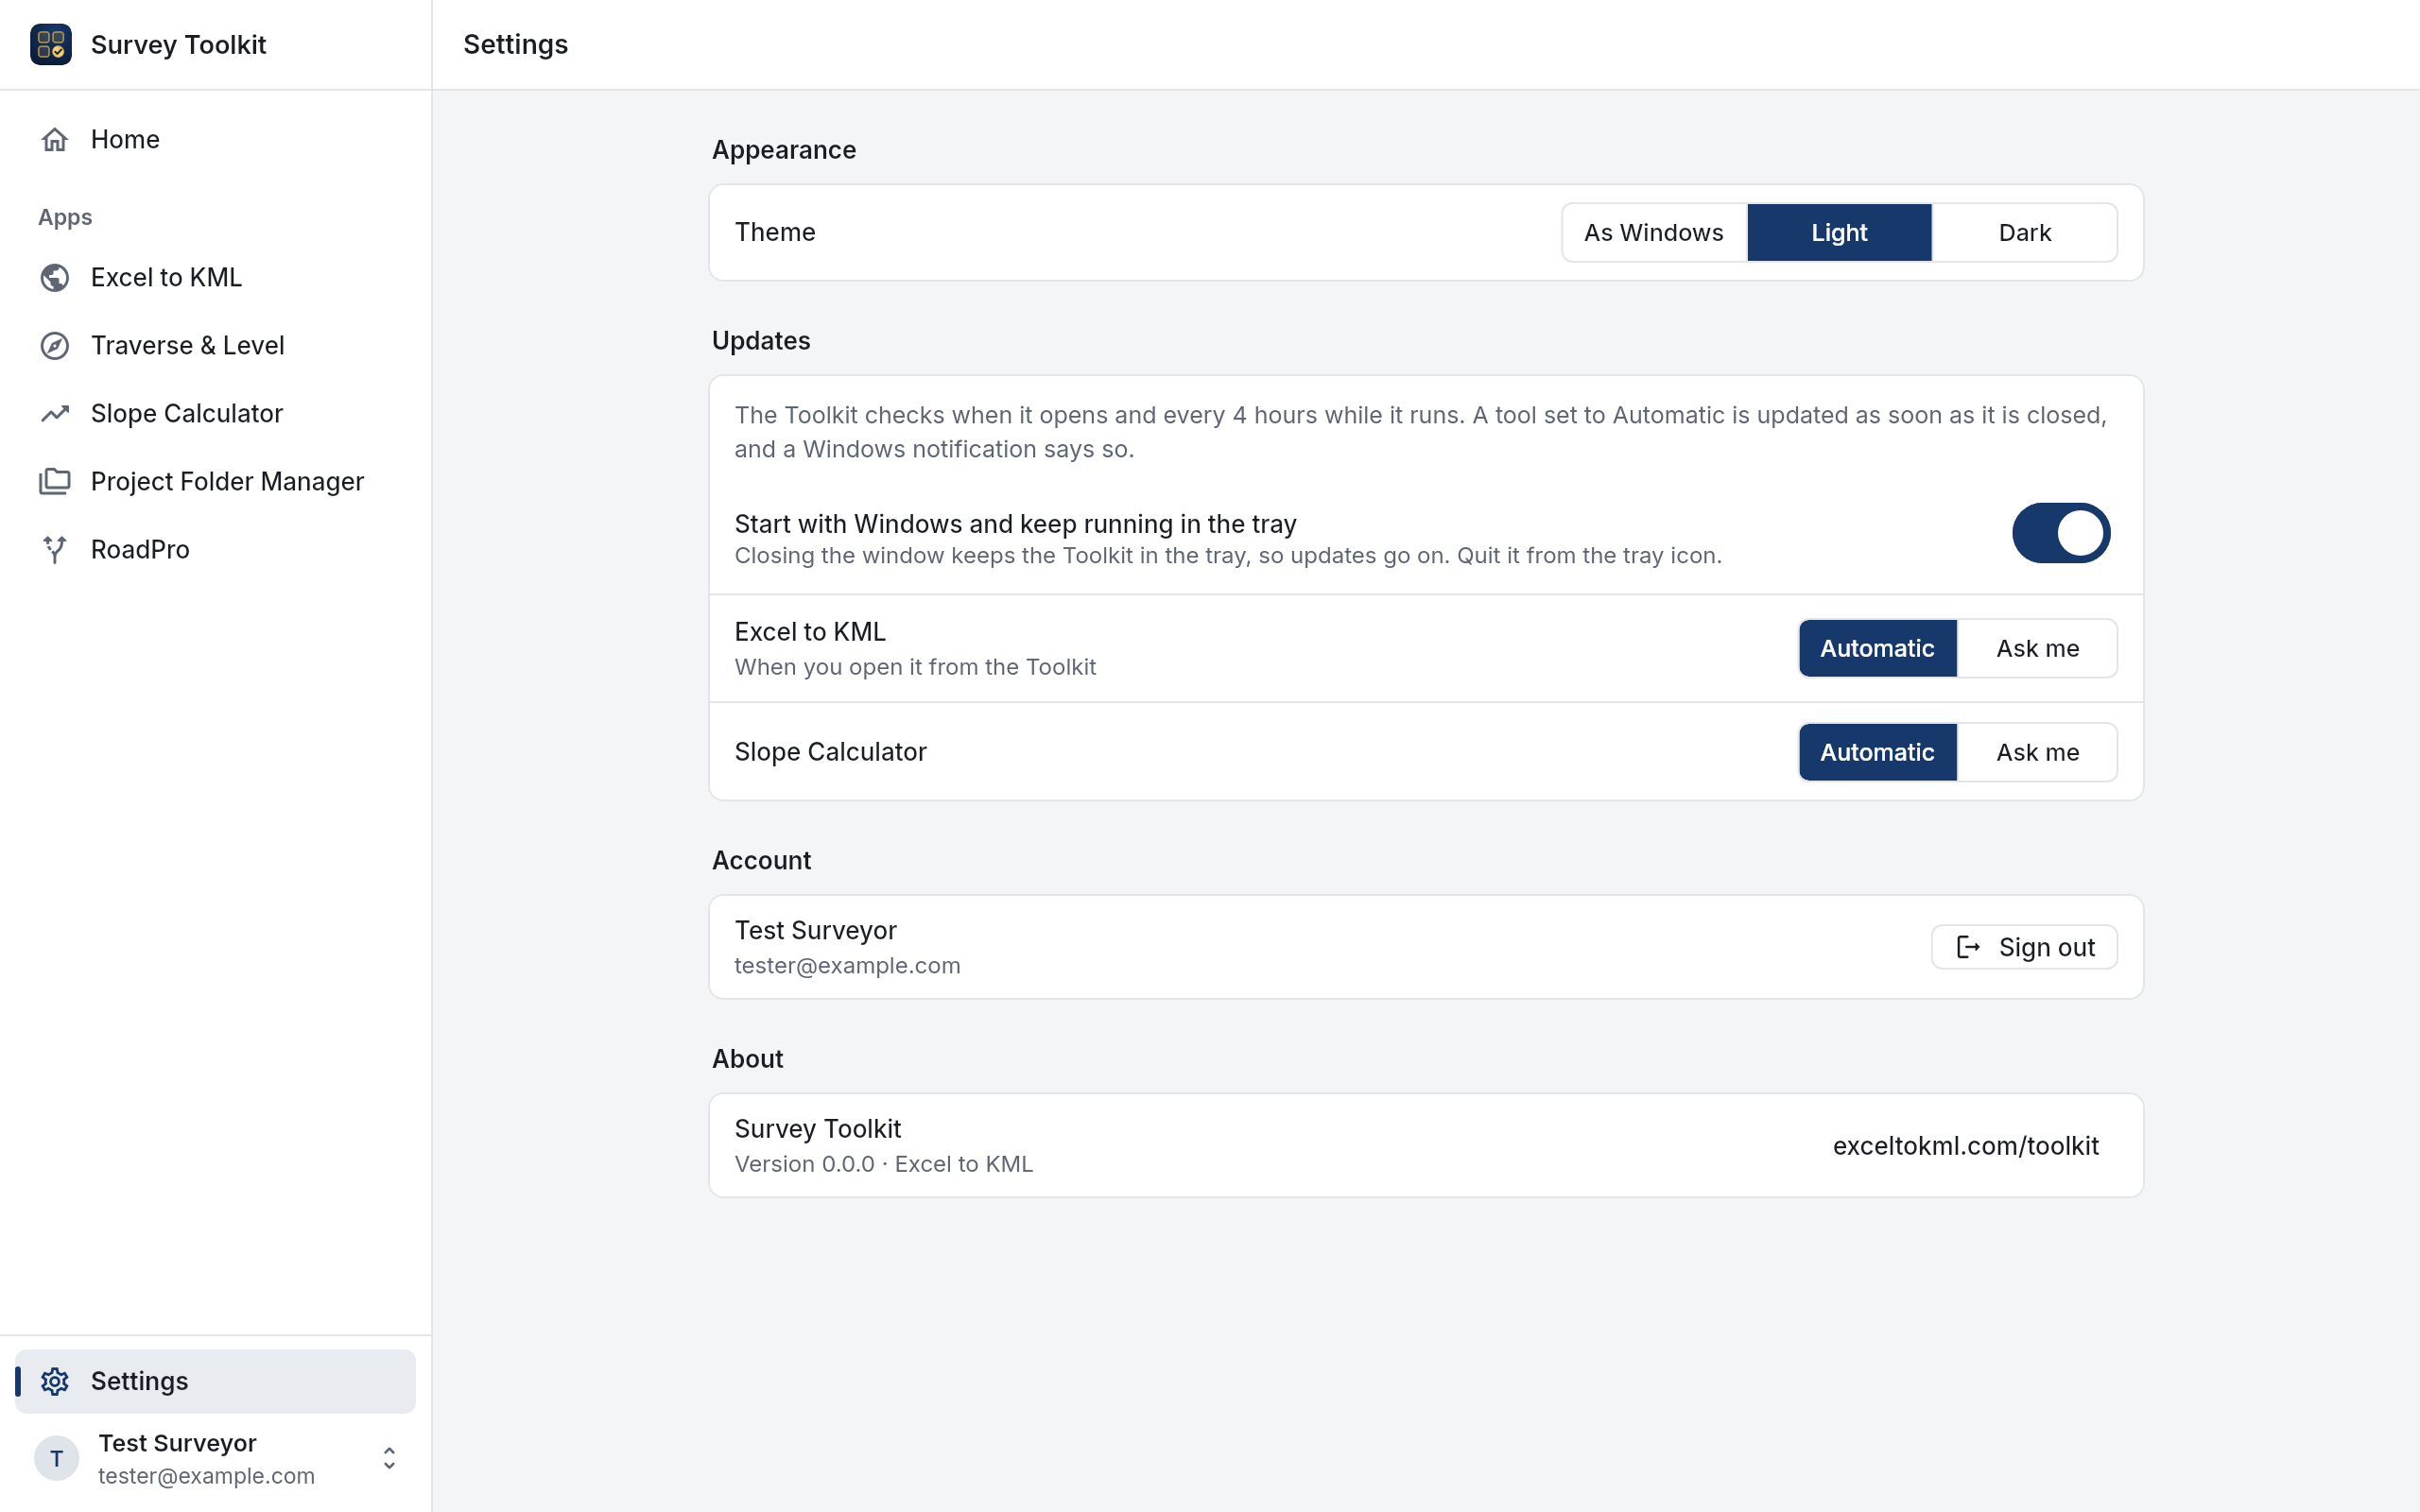 Survey Toolkit
Settings
Home
Apps
Excel to KML
Traverse & Level
Slope Calculator
Project Folder Manager
RoadPro
Settings
T
Test Surveyor
tester@example.com
Appearance
Theme
As Windows
Light
Dark
Updates
The Toolkit checks when it opens and every 4 hours while it runs. A tool set to Automatic is updated as soon as it is closed,
and a Windows notification says so.
Start with Windows and keep running in the tray
Closing the window keeps the Toolkit in the tray, so updates go on. Quit it from the tray icon.
Excel to KML
When you open it from the Toolkit
Automatic
Ask me
Slope Calculator
Automatic
Ask me
Account
Test Surveyor
tester@example.com
Sign out
About
Survey Toolkit
Version 0.0.0 · Excel to KML
exceltokml.com/toolkit